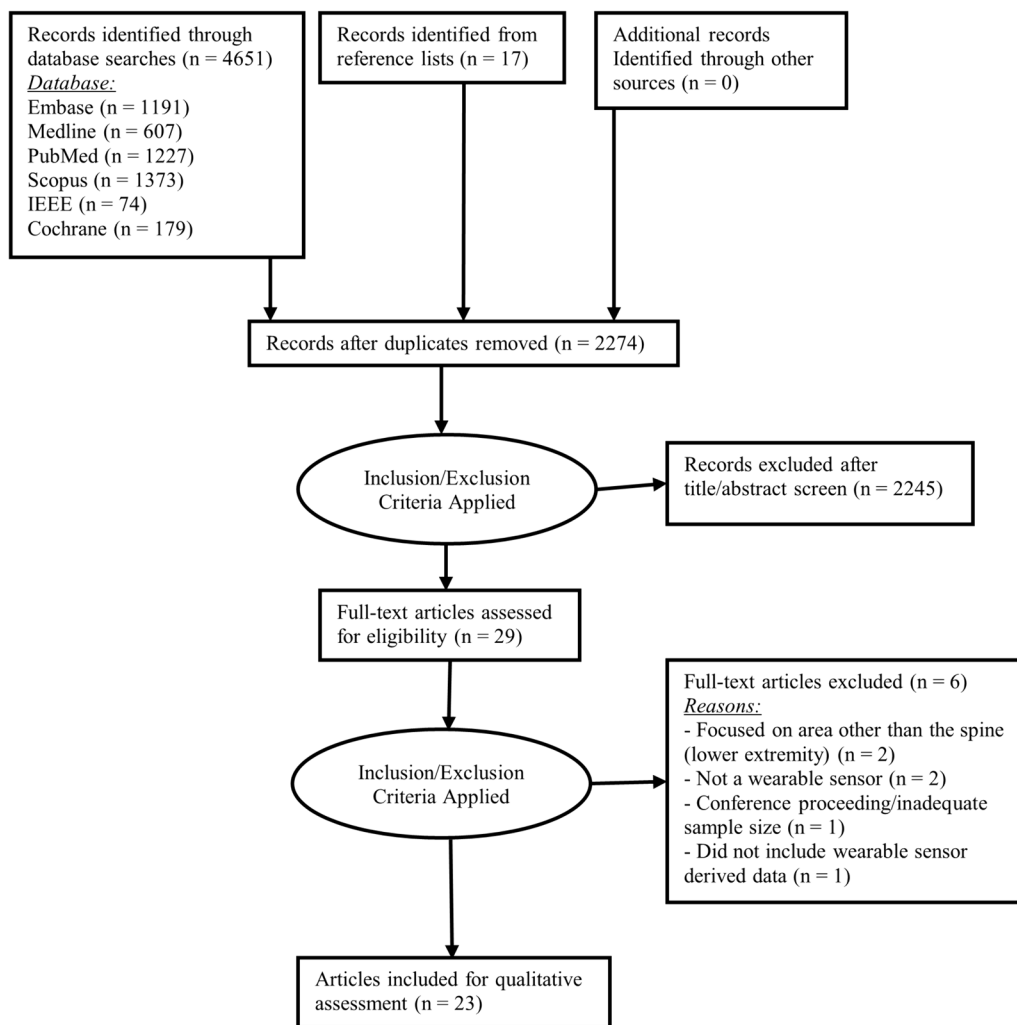 Records identified through
database searches (n = 4651)
Database:
Embase (n = 1191)
Medline (n = 607)
PubMed (n = 1227)
Scopus (n = 1373)
IEEE (n = 74)
Cochrane (n = 179)
Records identified from
reference lists (n = 17)
Additional records
Identified through other
sources (n = 0)
Records after duplicates removed (n = 2274)
Inclusion/Exclusion
Criteria Applied
Records excluded after
title/abstract screen (n = 2245)
Full-text articles assessed
for eligibility (n = 29)
Inclusion/Exclusion
Criteria Applied
Full-text articles excluded (n = 6)
Reasons:
- Focused on area other than the spine
(lower extremity) (n = 2)
- Not a wearable sensor (n = 2)
- Conference proceeding/inadequate
sample size (n = 1)
- Did not include wearable sensor
derived data (n = 1)
Articles included for qualitative
assessment (n = 23)